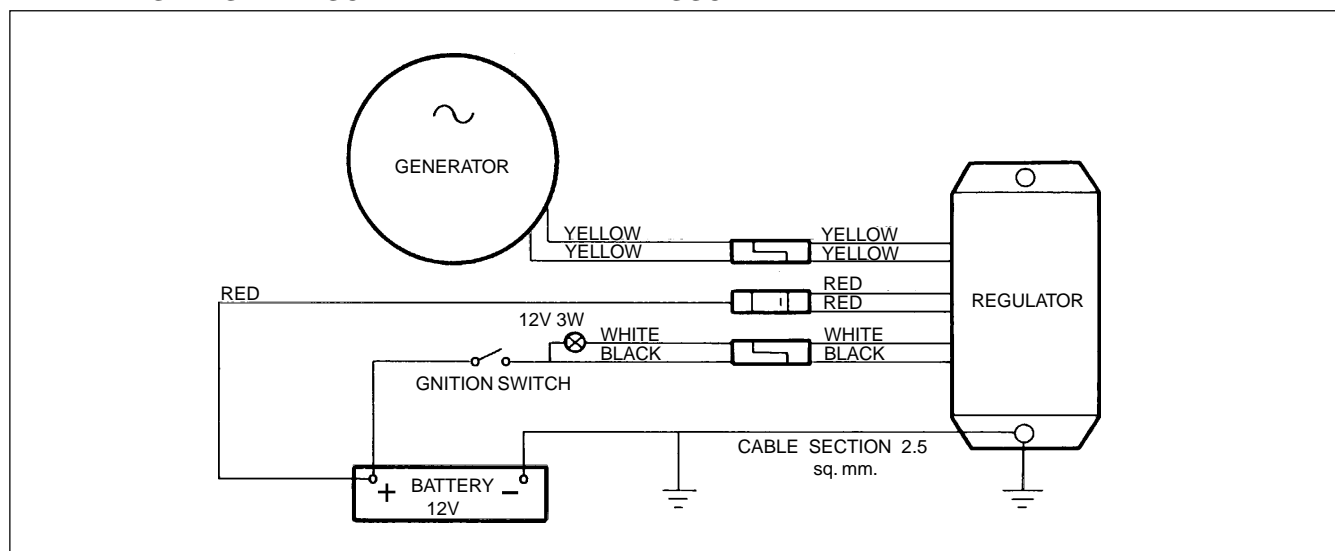 GENERATOR
YELLOW YELLOW
YELLOW YELLOW
RED RED
RED
REGULATOR
12V 3W
WHITE WHITE
BLACK BLACK
GNITION SWITCH
CABLE SECTION 2.5
sq. mm.
+ BATTERY −
12V